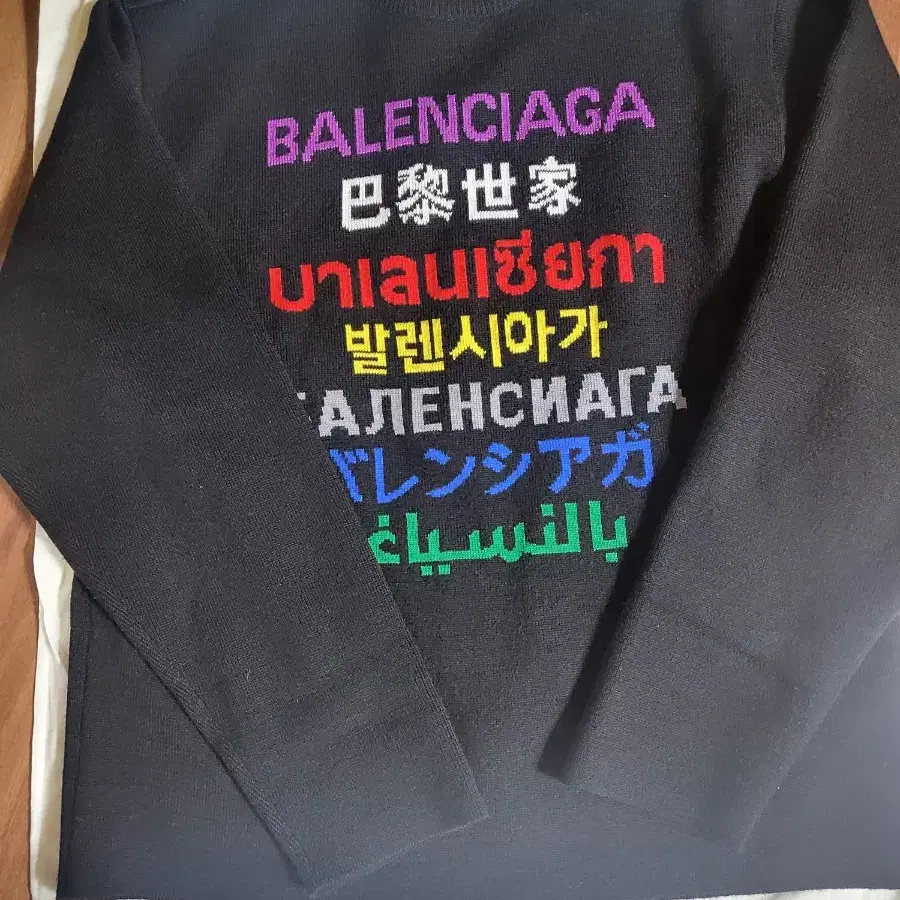 BALENCIAGA
巴黎世家
บาเลนเซียกา
발렌시아가
АЛЕНСИАГА
バレンシアガ
بالنسياغ